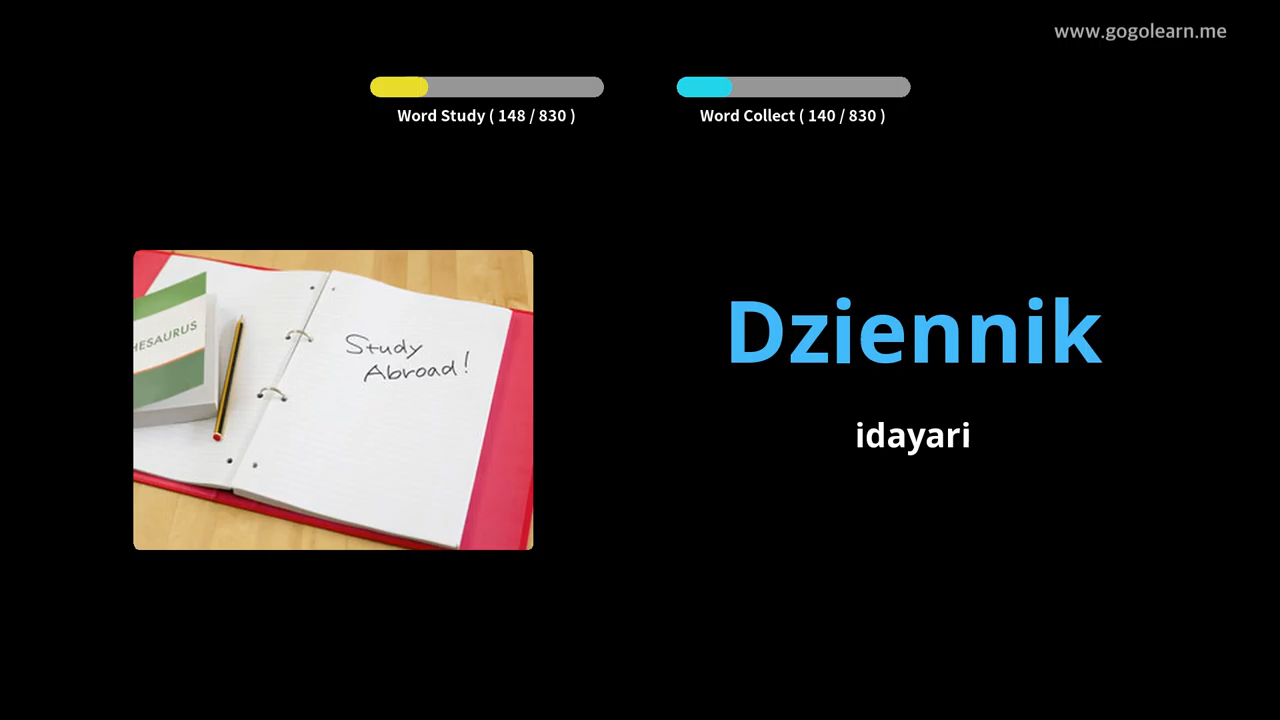 www.gogolearn.me
Word Study ( 148 / 830 )
Word Collect ( 140 / 830 )
HESAURUS
Study
Abroad!
Dziennik
idayari